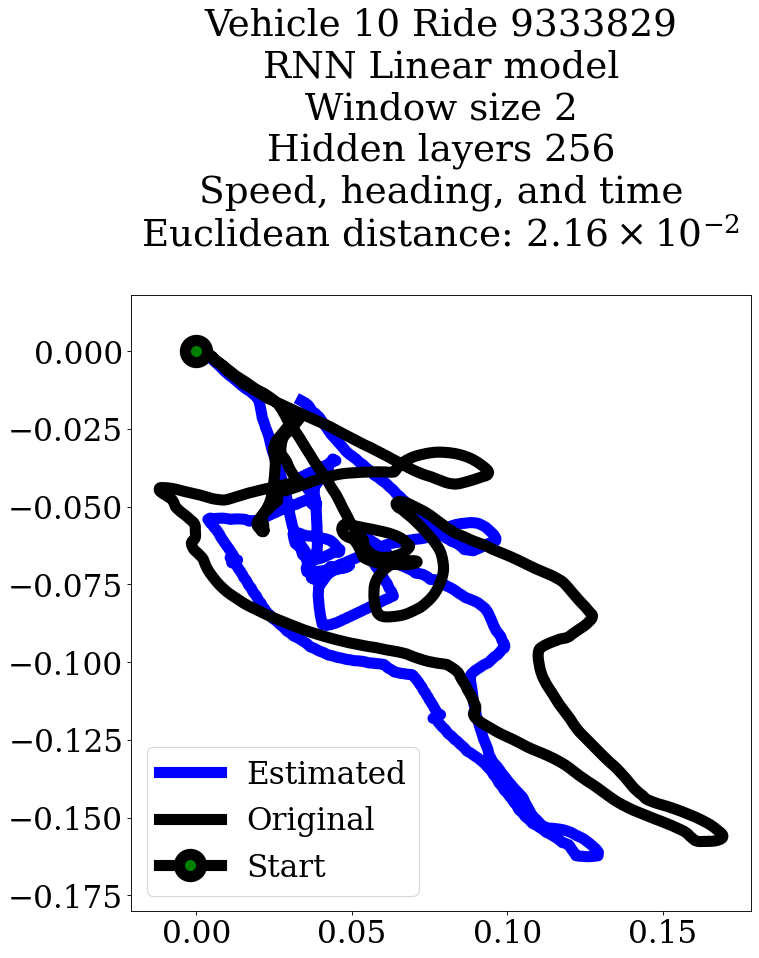 Vehicle 10 Ride 9333829
RNN Linear model
Window size 2
Hidden layers 256
Speed, heading, and time
Euclidean distance: 2.16 × 10⁻²
0.000
−0.025
−0.050
−0.075
−0.100
−0.125
−0.150
−0.175
Estimated
Original
Start
0.00 0.05 0.10 0.15